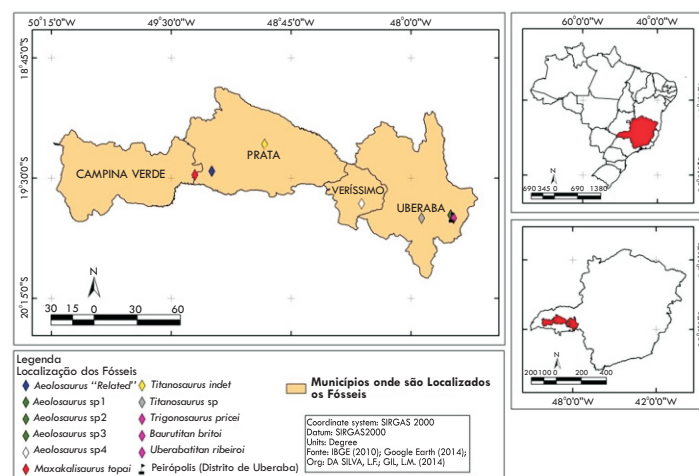 50°15'0"W 49°30'0"W 48°45'0"W 48°0'0"W
18°45'0"S
19°30'0"S
20°15'0"S
CAMPINA VERDE
PRATA
VERÍSSIMO
UBERABA
N
30 15 0 30 60
60°0'0"W 40°0'0"W
N
690 345 0 690 1380
N
200 100 0 200 400
48°0'0"W 42°0'0"W
Legenda
Localização dos Fósseis
Aeolosaurus "Related"
Aeolosaurus sp1
Aeolosaurus sp2
Aeolosaurus sp3
Aeolosaurus sp4
Maxakalisaurus topai
Titanosaurus indet
Titanosaurus sp
Trigonosaurus pricei
Baurutitan britoi
Uberabatitan ribeiroi
Peirópolis (Distrito de Uberaba)
Municípios onde são Localizados
os Fósseis
Coordinate system: SIRGAS 2000
Datum: SIRGAS2000
Units: Degree
Fonte: IBGE (2010); Google Earth (2014);
Org: DA SILVA, L.F.; GIL, L.M. (2014)